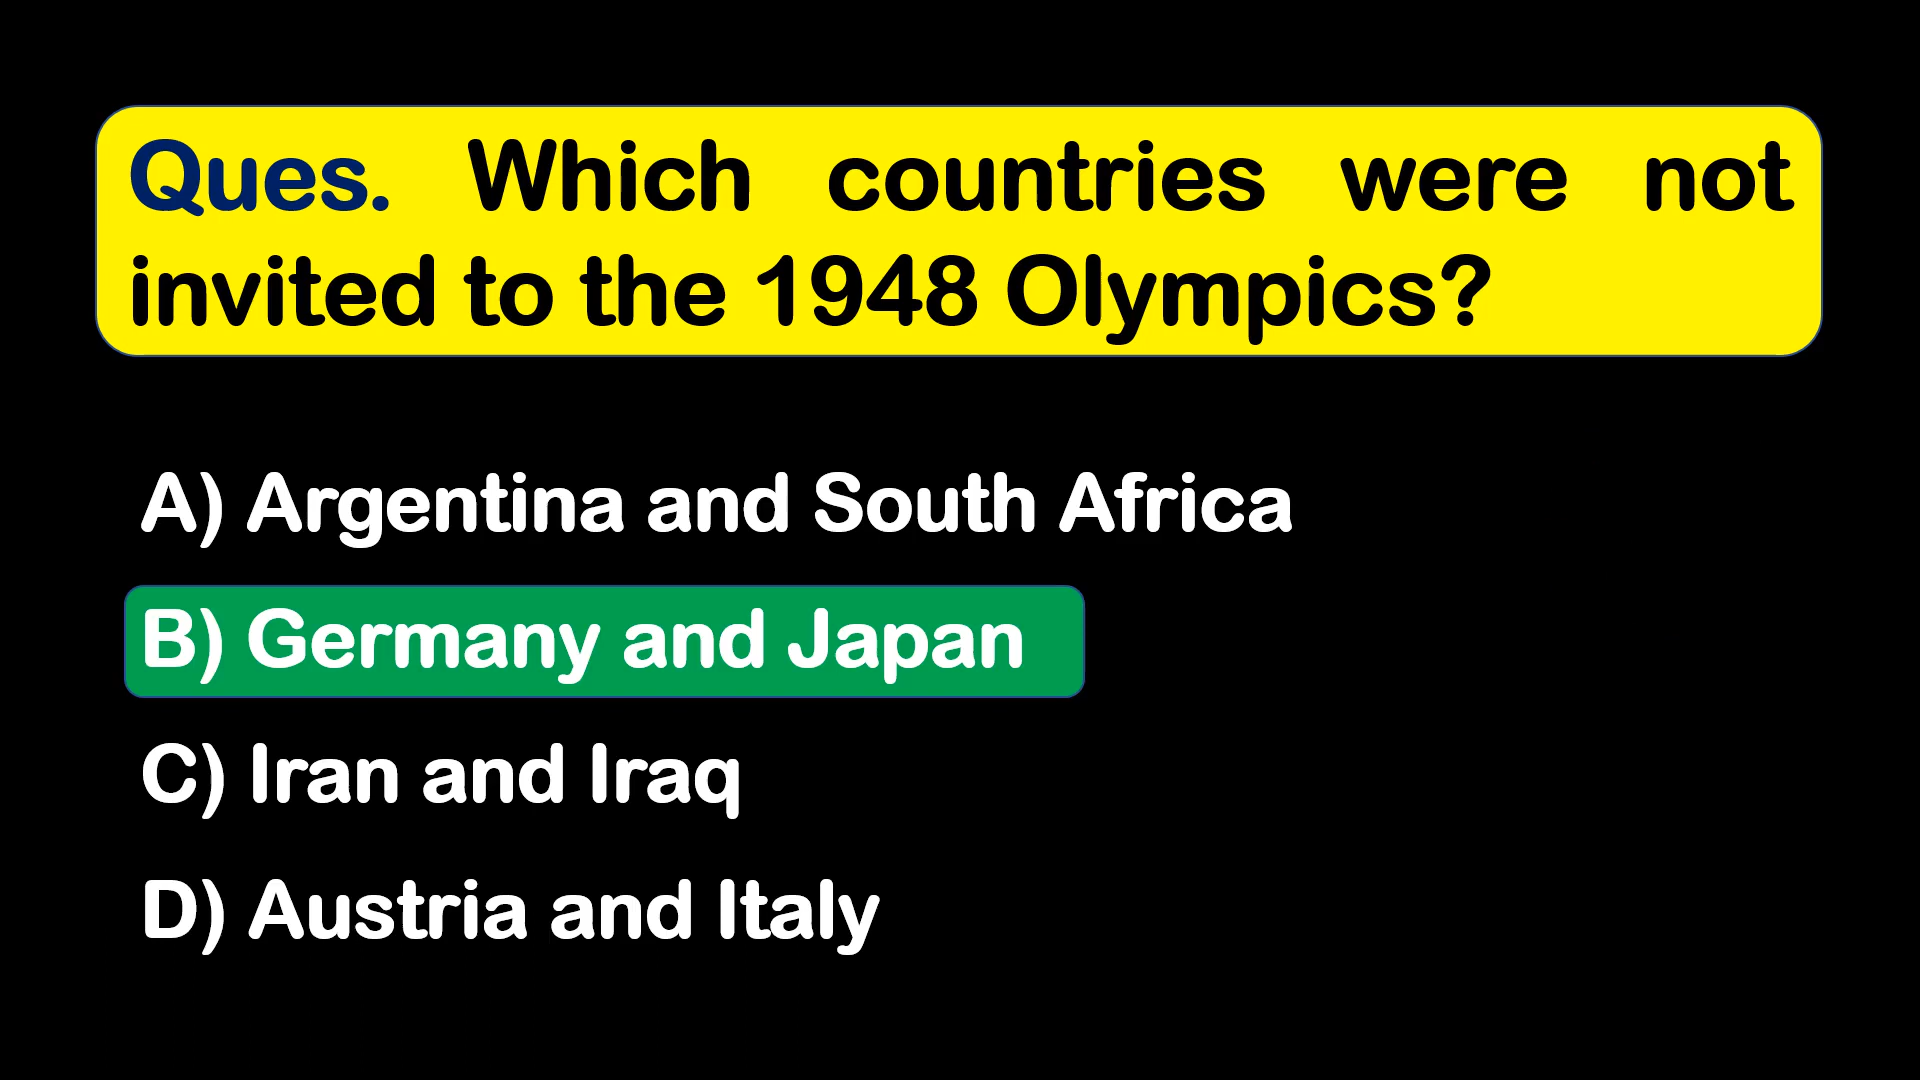 Ques. Which countries were not
invited to the 1948 Olympics?
A) Argentina and South Africa
B) Germany and Japan
C) Iran and Iraq
D) Austria and Italy